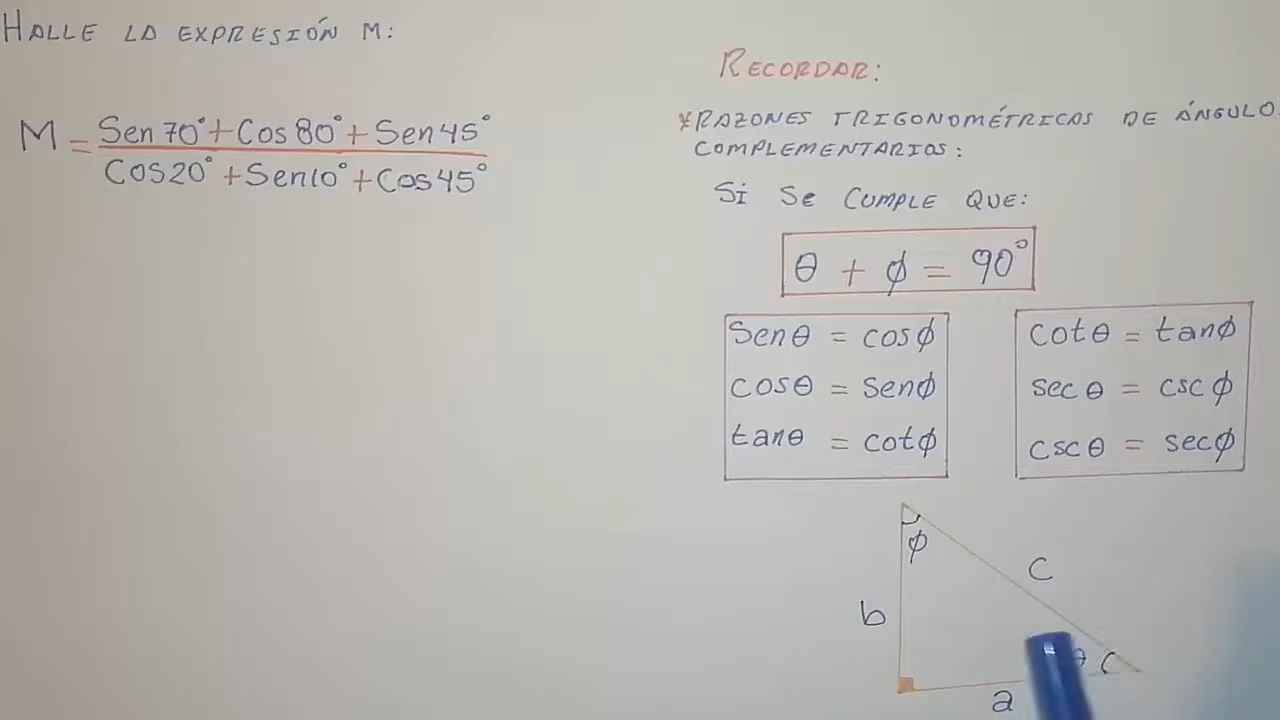 HALLE LA EXPRESIÓN M:
M = Sen 70° + Cos 80° + Sen 45°
Cos 20° + Sen 10° + Cos 45°
RECORDAR:
*RAZONES TRIGONOMÉTRICAS DE ÁNGULO
COMPLEMENTARIOS:
Si Se CUMPLE QUE:
θ + ϕ = 90°
Senθ = cosϕ
cosθ = senϕ
tanθ = cotϕ
cotθ = tanϕ
secθ = cscϕ
cscθ = secϕ
ϕ
c
b
a